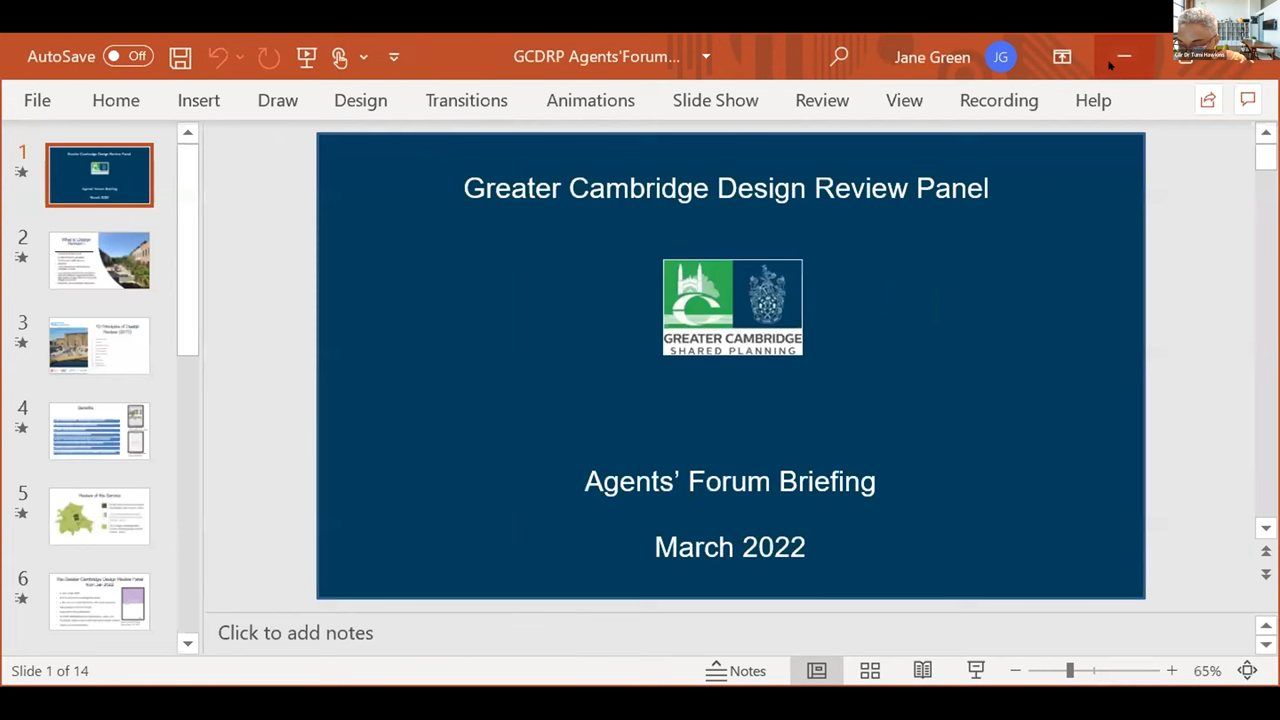 AutoSave
Off
GCDRP Agents'Forum...
Jane Green
JG
File
Home
Insert
Draw
Design
Transitions
Animations
Slide Show
Review
View
Recording
Help
1
2
3
4
5
6
Benefits
Greater Cambridge Design Review Panel
GREATER CAMBRIDGE
SHARED PLANNING
Agents’ Forum Briefing
March 2022
Click to add notes
Slide 1 of 14
Notes
65%